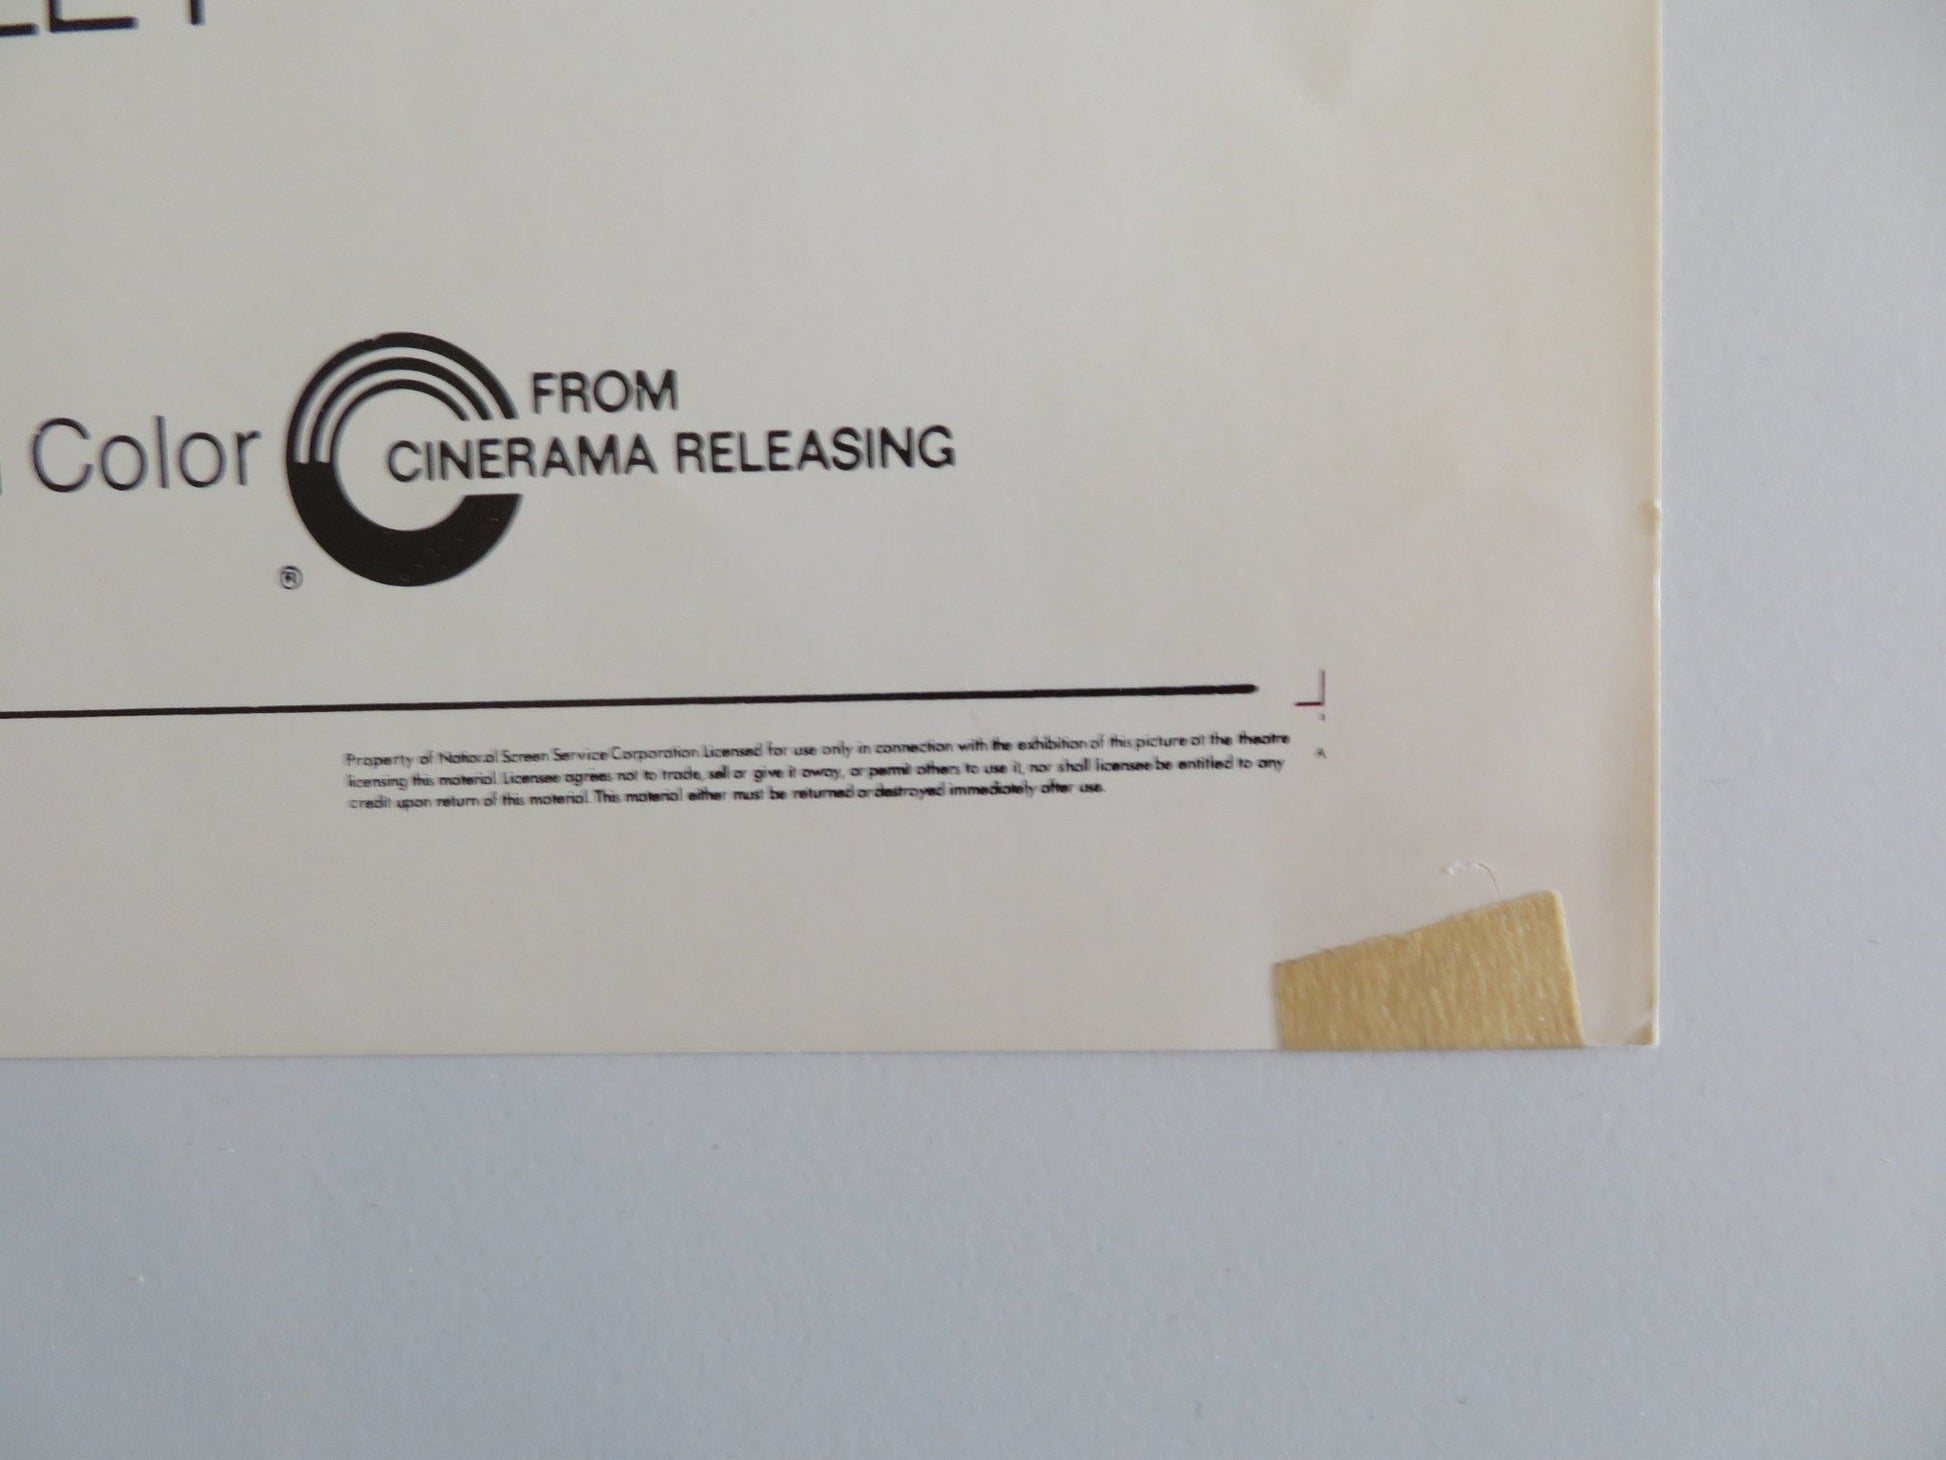 Color
®
FROM
CINERAMA RELEASING
Property of National Screen Service Corporation Licensed for use only in connection with the exhibition of this picture at the theatre
licensing this material. Licensee agrees not to trade, sell or give it away, or permit others to use it, nor shall licensee be entitled to any
credit upon return of this material. This material either must be returned or destroyed immediately after use.